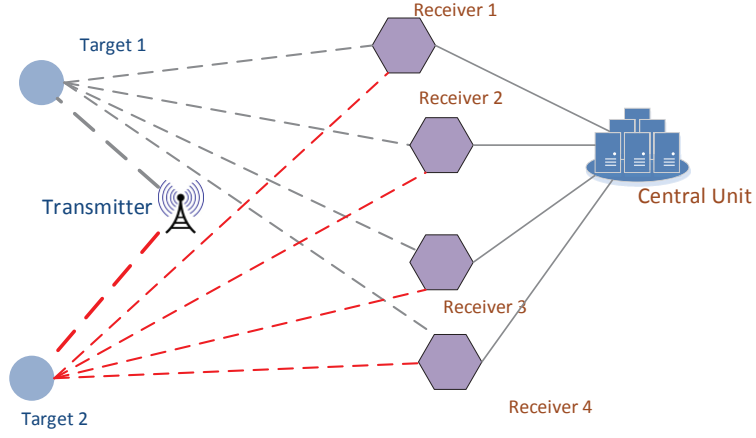 Receiver 1
Target 1
Receiver 2
Transmitter
Central Unit
Receiver 3
Receiver 4
Target 2